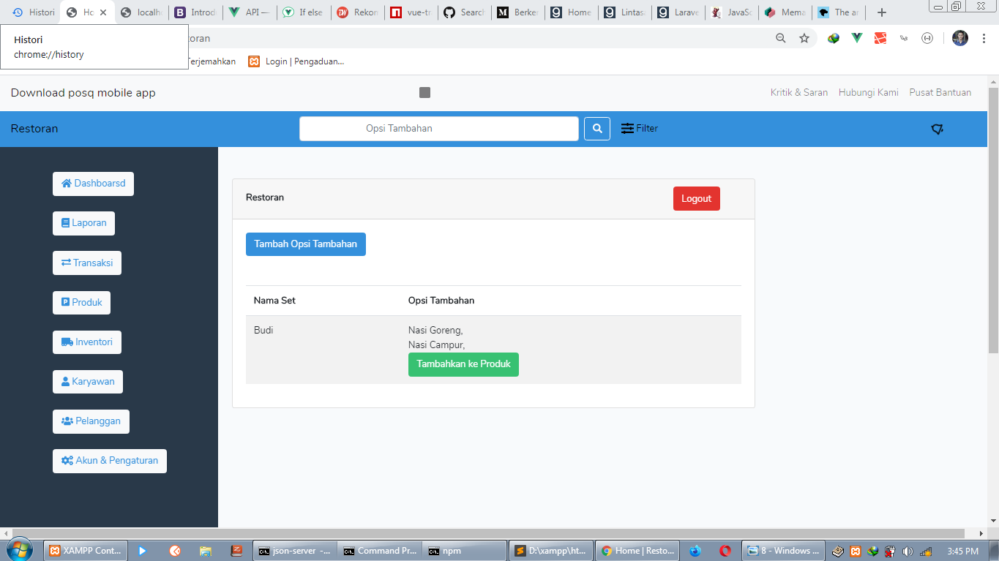 Histori
Ho
localh
Introd
API —
If else
Rekon
vue-tr
Search
Berker
Home
Lintas
Larave
JavaSc
Mema
The ar
Histori
chrome://history
oran
Terjemahkan
Login | Pengaduan...
Download posq mobile app
Kritik & Saran
Hubungi Kami
Pusat Bantuan
Restoran
Opsi Tambahan
Filter
Dashboarsd
Laporan
Transaksi
Produk
Inventori
Karyawan
Pelanggan
Akun & Pengaturan
Restoran
Logout
Tambah Opsi Tambahan
Nama Set
Opsi Tambahan
Budi
Nasi Goreng,
Nasi Campur,
Tambahkan ke Produk
XAMPP Cont...
json-server -...
Command Pr...
npm
D:\xampp\ht...
Home | Resto...
8 - Windows ...
3:45 PM